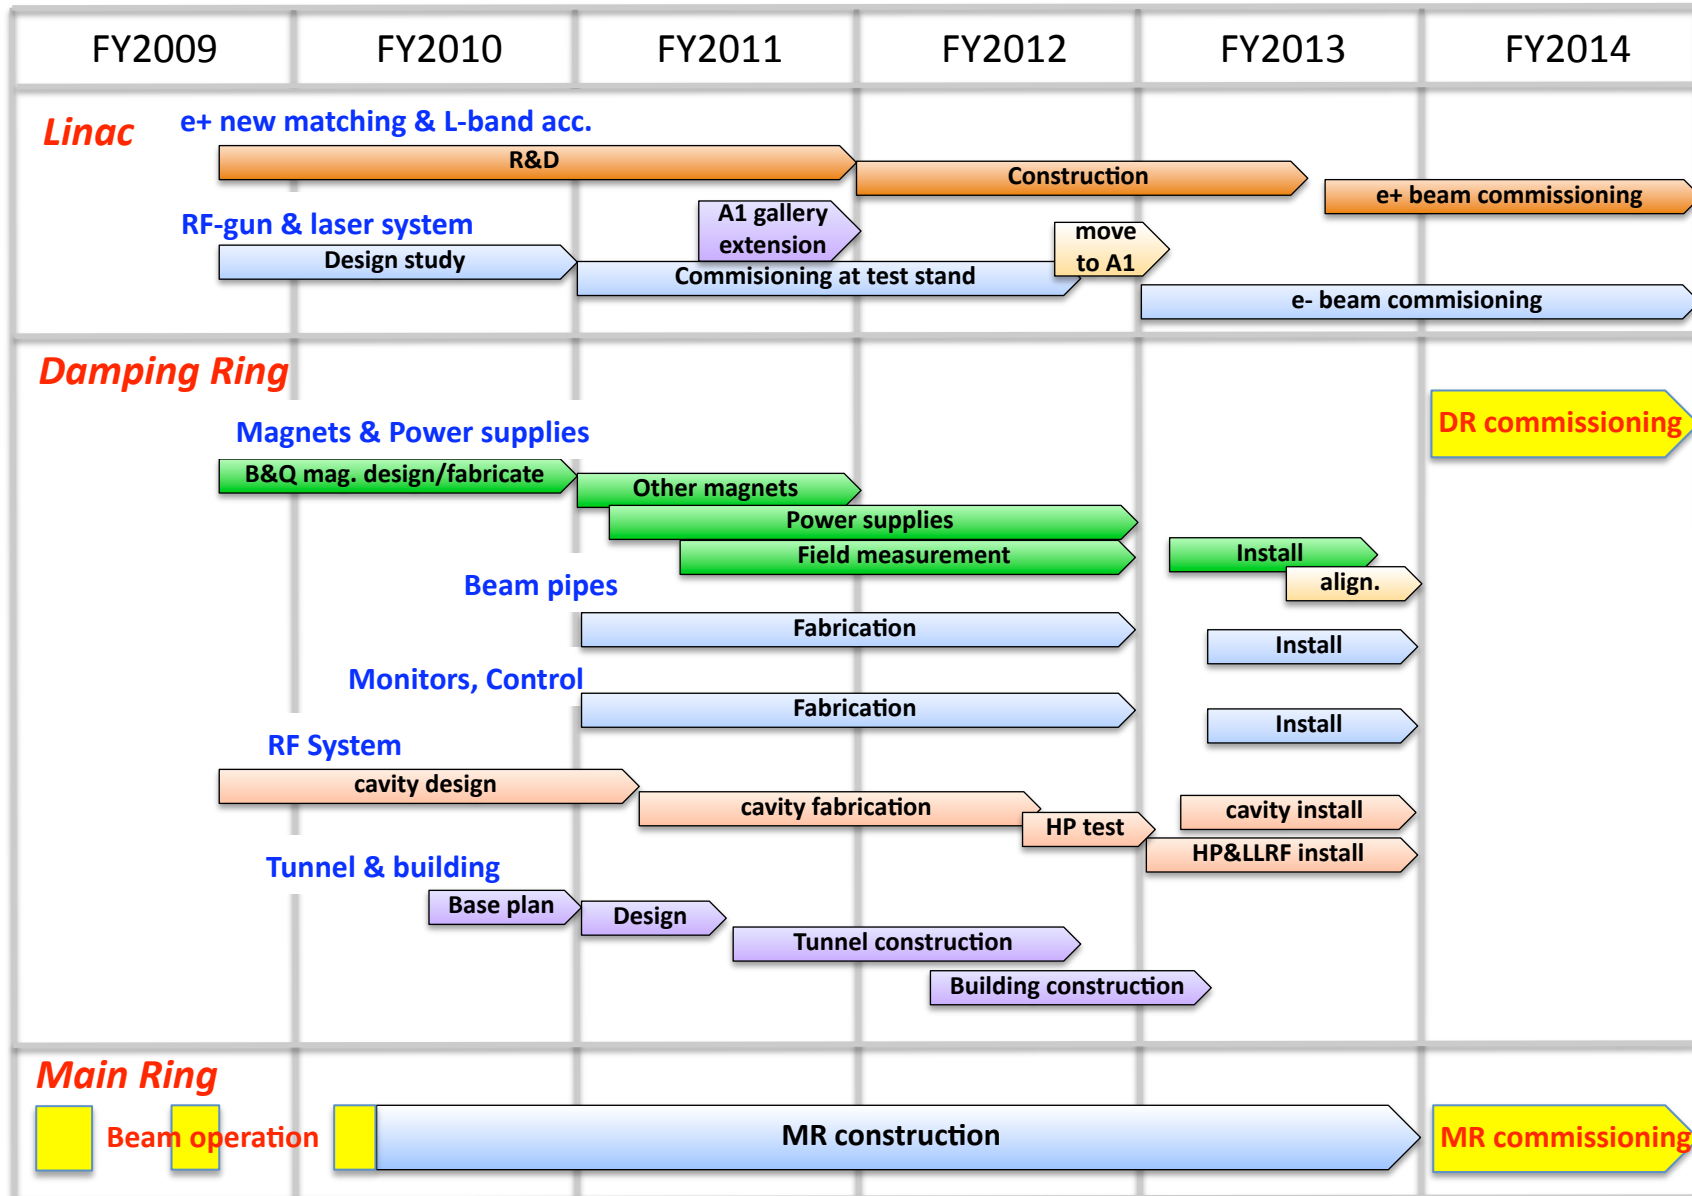 FY2009 FY2010 FY2011 FY2012 FY2013 FY2014
Linac
e+ new matching & L-band acc.
R&D
Construction
e+ beam commissioning
RF-gun & laser system
A1 gallery
extension
move
to A1
Design study
Commisioning at test stand
e- beam commisioning
Damping Ring
DR commissioning
Magnets & Power supplies
B&Q mag. design/fabricate
Other magnets
Power supplies
Field measurement
Install
align.
Beam pipes
Fabrication
Install
Monitors, Control
Fabrication
Install
RF System
cavity design
cavity fabrication
HP test
cavity install
HP&LLRF install
Tunnel & building
Base plan
Design
Tunnel construction
Building construction
Main Ring
Beam operation
MR construction
MR commissioning